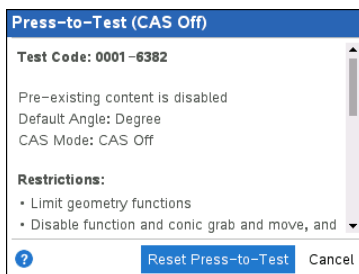 Press-to-Test (CAS Off)
Test Code: 0001-6382
Pre-existing content is disabled
Default Angle: Degree
CAS Mode: CAS Off
Restrictions:
• Limit geometry functions
• Disable function and conic grab and move, and
? Reset Press-to-Test Cancel